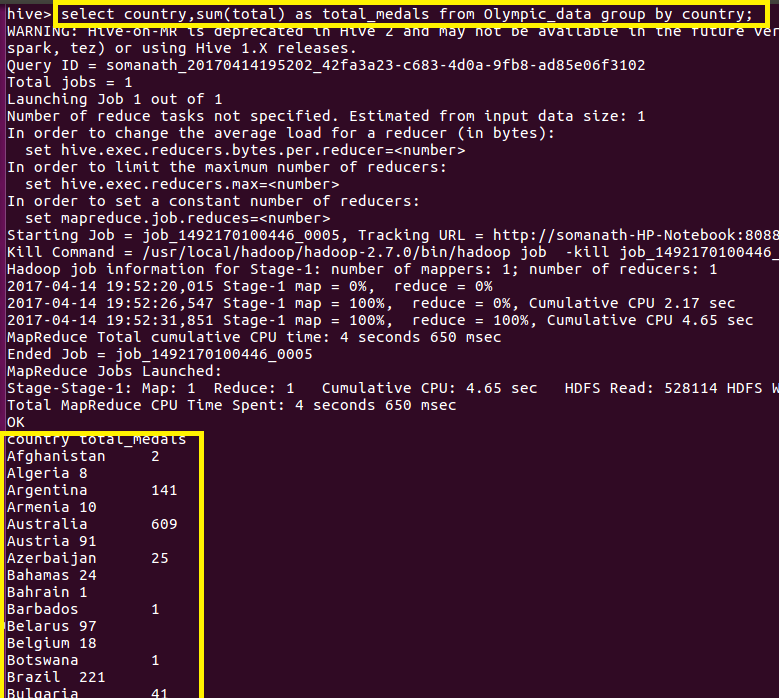 hive> select country,sum(total) as total_medals from Olympic_data group by country;
WARNING: Hive-on-MR is deprecated in Hive 2 and may not be available in the future ver
spark, tez) or using Hive 1.X releases.
Query ID = somanath_20170414195202_42fa3a23-c683-4d0a-9fb8-ad85e06f3102
Total jobs = 1
Launching Job 1 out of 1
Number of reduce tasks not specified. Estimated from input data size: 1
In order to change the average load for a reducer (in bytes):
  set hive.exec.reducers.bytes.per.reducer=<number>
In order to limit the maximum number of reducers:
  set hive.exec.reducers.max=<number>
In order to set a constant number of reducers:
  set mapreduce.job.reduces=<number>
Starting Job = job_1492170100446_0005, Tracking URL = http://somanath-HP-Notebook:8088
Kill Command = /usr/local/hadoop/hadoop-2.7.0/bin/hadoop job  -kill job_1492170100446_
Hadoop job information for Stage-1: number of mappers: 1; number of reducers: 1
2017-04-14 19:52:20,015 Stage-1 map = 0%,  reduce = 0%
2017-04-14 19:52:26,547 Stage-1 map = 100%,  reduce = 0%, Cumulative CPU 2.17 sec
2017-04-14 19:52:31,851 Stage-1 map = 100%,  reduce = 100%, Cumulative CPU 4.65 sec
MapReduce Total cumulative CPU time: 4 seconds 650 msec
Ended Job = job_1492170100446_0005
MapReduce Jobs Launched:
Stage-Stage-1: Map: 1  Reduce: 1   Cumulative CPU: 4.65 sec   HDFS Read: 528114 HDFS W
Total MapReduce CPU Time Spent: 4 seconds 650 msec
OK
country total_medals
Afghanistan     2
Algeria 8
Argentina       141
Armenia 10
Australia       609
Austria 91
Azerbaijan      25
Bahamas 24
Bahrain 1
Barbados        1
Belarus 97
Belgium 18
Botswana        1
Brazil  221
Bulgaria        41